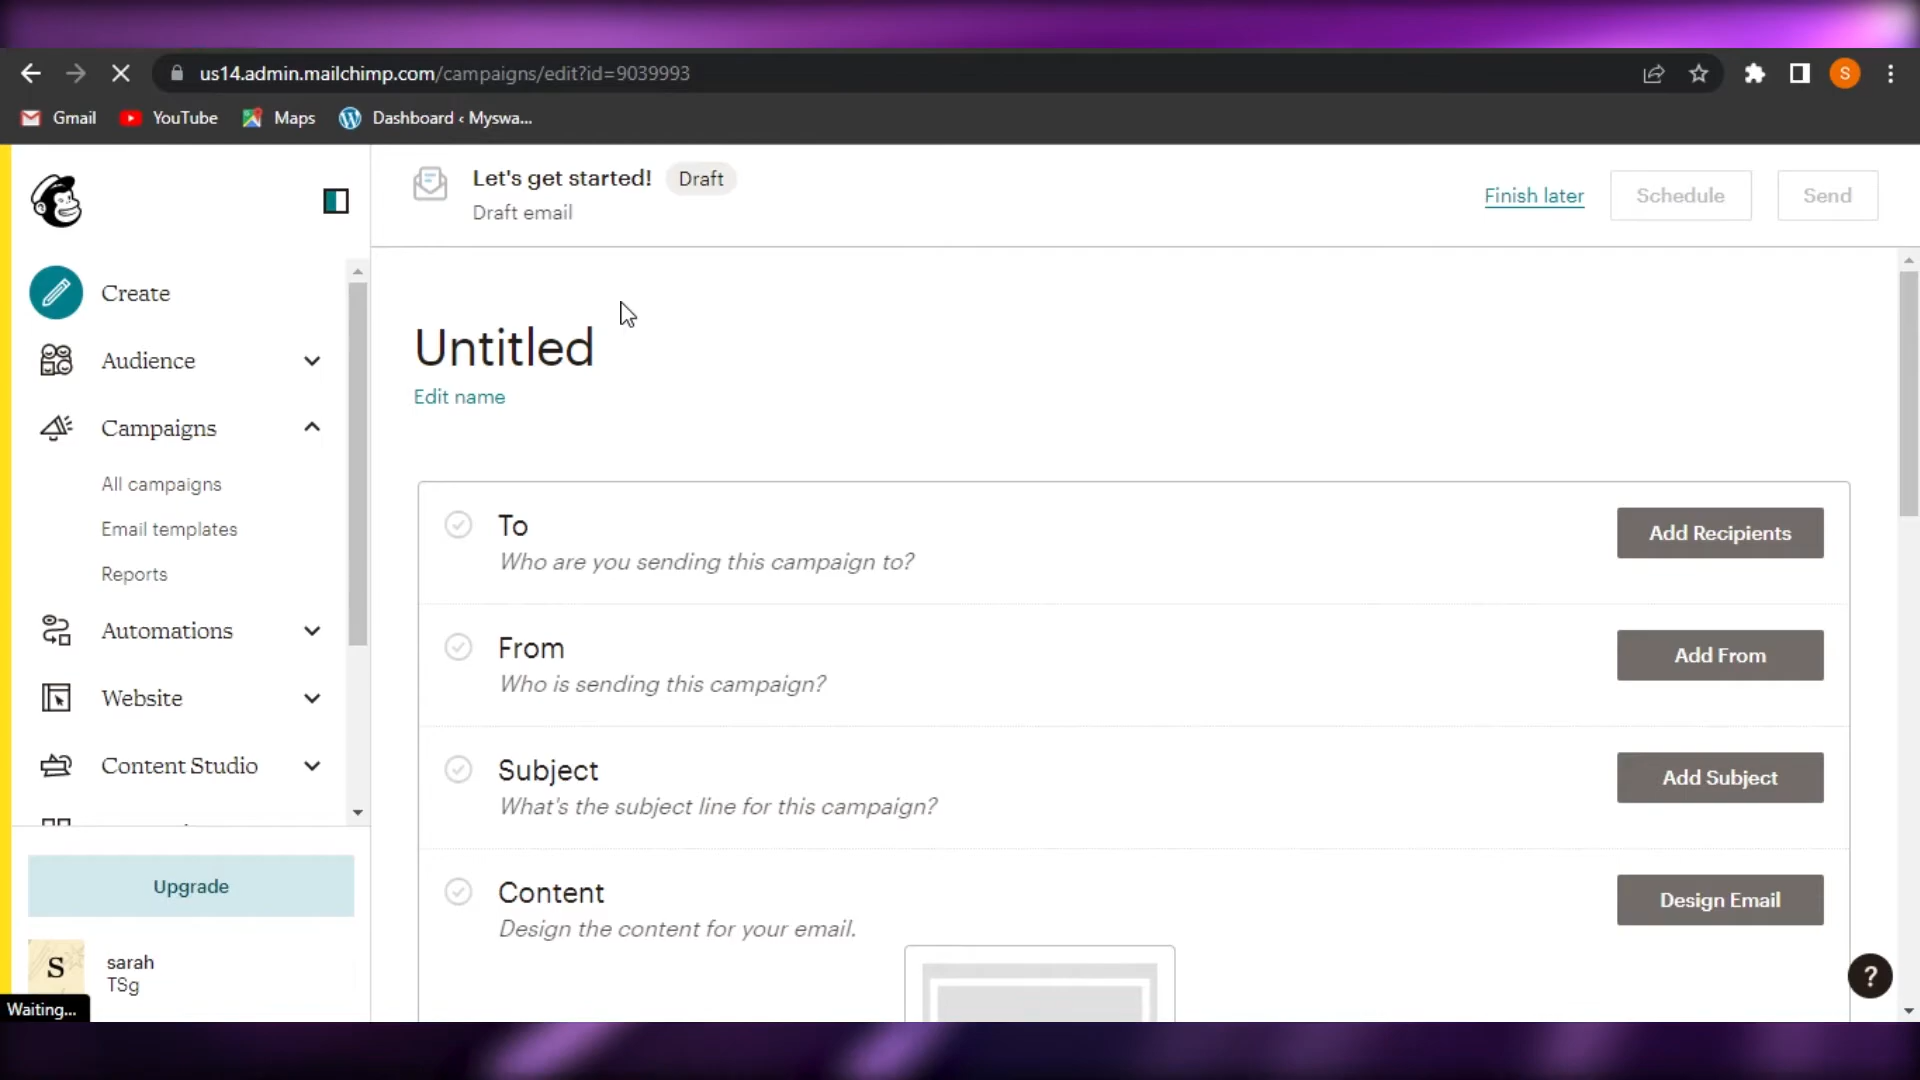 us14.admin.mailchimp.com/campaigns/edit?id=9039993
S
Gmail
YouTube
Maps
Dashboard ‹ Myswa...
Let's get started!
Draft
Draft email
Finish later
Schedule
Send
Create
Audience
Campaigns
All campaigns
Email templates
Reports
Automations
Website
Content Studio
Upgrade
S
sarah
TSg
Waiting...
Untitled
Edit name
To
Who are you sending this campaign to?
Add Recipients
From
Who is sending this campaign?
Add From
Subject
What's the subject line for this campaign?
Add Subject
Content
Design the content for your email.
Design Email
?